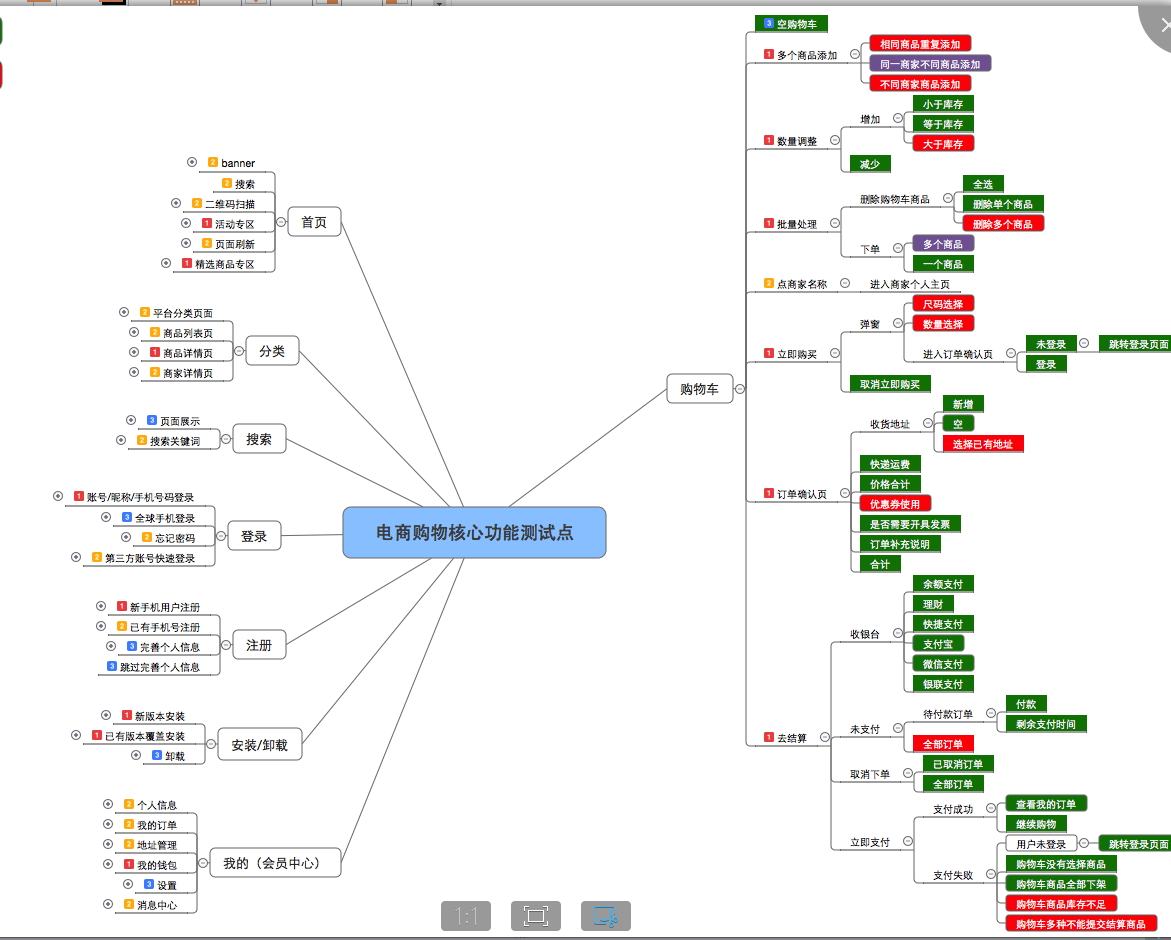 电商购物核心功能测试点
首页
2 banner
2 搜索
2 二维码扫描
1 活动专区
2 页面刷新
1 精选商品专区
分类
2 平台分类页面
2 商品列表页
1 商品详情页
2 商家详情页
搜索
3 页面展示
2 搜索关键词
登录
1 账号/昵称/手机号码登录
3 全球手机登录
2 忘记密码
2 第三方账号快速登录
注册
1 新手机用户注册
2 已有手机号注册
3 完善个人信息
3 跳过完善个人信息
安装/卸载
1 新版本安装
1 已有版本覆盖安装
3 卸载
我的（会员中心）
2 个人信息
2 我的订单
2 地址管理
1 我的钱包
3 设置
2 消息中心
购物车
3 空购物车
1 多个商品添加
相同商品重复添加
同一商家不同商品添加
不同商家商品添加
1 数量调整
增加
小于库存
等于库存
大于库存
减少
1 批量处理
删除购物车商品
全选
删除单个商品
删除多个商品
下单
多个商品
一个商品
2 点商家名称
进入商家个人主页
1 立即购买
弹窗
尺码选择
数量选择
进入订单确认页
未登录
跳转登录页面
登录
取消立即购买
1 订单确认页
收货地址
新增
空
选择已有地址
快递运费
价格合计
优惠券使用
是否需要开具发票
订单补充说明
合计
1 去结算
收银台
余额支付
理财
快捷支付
支付宝
微信支付
银联支付
未支付
待付款订单
付款
剩余支付时间
全部订单
取消下单
已取消订单
全部订单
立即支付
支付成功
查看我的订单
继续购物
支付失败
用户未登录
跳转登录页面
购物车没有选择商品
购物车商品全部下架
购物车商品库存不足
购物车多种不能提交结算商品
1:1